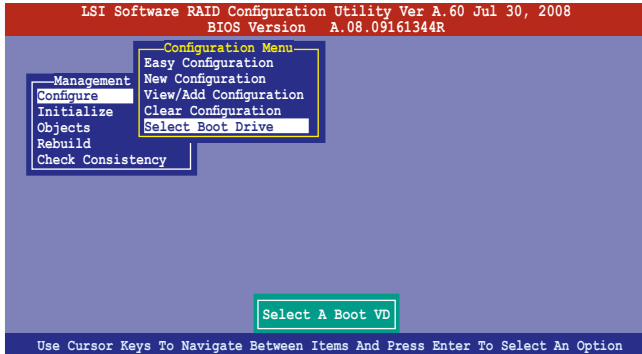 LSI Software RAID Configuration Utility Ver A.60 Jul 30, 2008
BIOS Version A.08.09161344R
Configuration Menu
Easy Configuration
New Configuration
View/Add Configuration
Clear Configuration
Select Boot Drive
Management
Configure
Initialize
Objects
Rebuild
Check Consistency
Select A Boot VD
Use Cursor Keys To Navigate Between Items And Press Enter To Select An Option